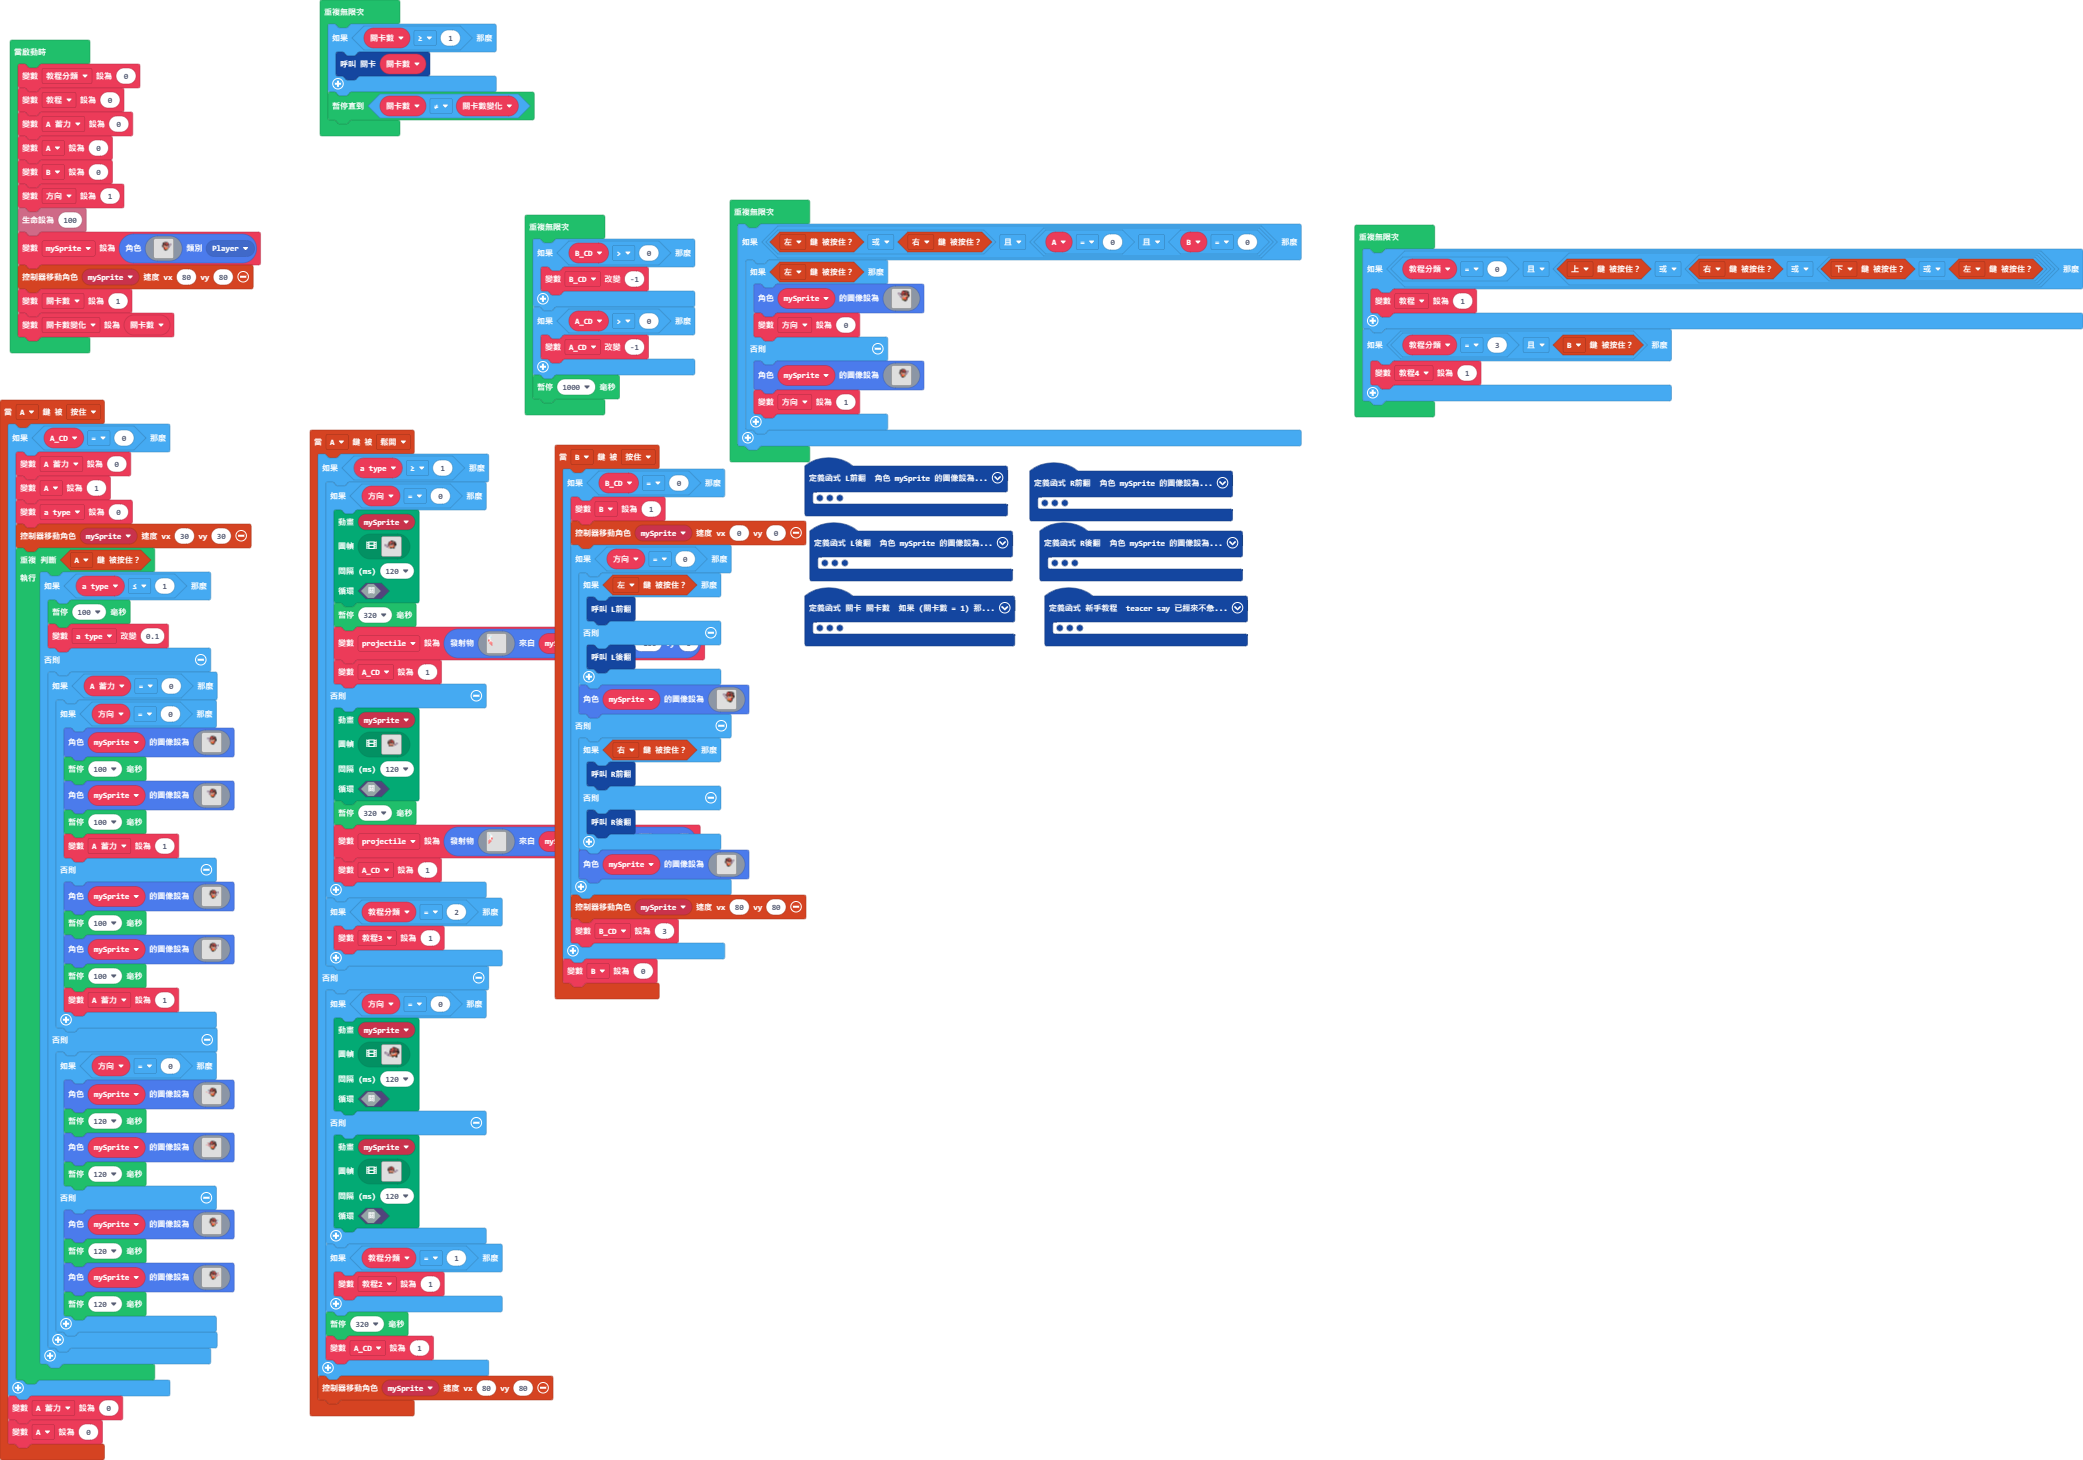 當啟動時
變數 教程分類 設為 0
變數 教程 設為 0
變數 A 蓄力 設為 0
變數 A 設為 0
變數 B 設為 0
變數 方向 設為 1
生命設為 100
變數 mySprite 設為 角色 類別 Player
控制器移動角色 mySprite 速度 vx 80 vy 80
變數 關卡數 設為 1
變數 關卡數變化 設為 關卡數
重複無限次
如果 關卡數 ≥ 1 那麼
呼叫 關卡 關卡數
暫停直到 關卡數 ≠ 關卡數變化
重複無限次
如果 B_CD > 0 那麼
變數 B_CD 改變 -1
如果 A_CD > 0 那麼
變數 A_CD 改變 -1
暫停 1000 毫秒
重複無限次
如果 左 鍵 被按住？ 或 右 鍵 被按住？ 且 A = 0 且 B = 0 那麼
如果 左 鍵 被按住？ 那麼
角色 mySprite 的圖像設為
變數 方向 設為 0
否則
角色 mySprite 的圖像設為
變數 方向 設為 1
重複無限次
如果 教程分類 = 0 且 上 鍵 被按住？ 或 右 鍵 被按住？ 或 下 鍵 被按住？ 或 左 鍵 被按住？ 那麼
變數 教程 設為 1
如果 教程分類 = 3 且 B 鍵 被按住？ 那麼
變數 教程4 設為 1
當 A 鍵 被 按住
如果 A_CD = 0 那麼
變數 A 蓄力 設為 0
變數 A 設為 1
變數 a type 設為 0
控制器移動角色 mySprite 速度 vx 30 vy 30
重複 判斷 A 鍵 被按住？
執行 如果 a type ≤ 1 那麼
暫停 100 毫秒
變數 a type 改變 0.1
否則
如果 A 蓄力 = 0 那麼
如果 方向 = 0 那麼
角色 mySprite 的圖像設為
暫停 100 毫秒
角色 mySprite 的圖像設為
暫停 100 毫秒
變數 A 蓄力 設為 1
否則
角色 mySprite 的圖像設為
暫停 100 毫秒
角色 mySprite 的圖像設為
暫停 100 毫秒
變數 A 蓄力 設為 1
否則
如果 方向 = 0 那麼
角色 mySprite 的圖像設為
暫停 120 毫秒
角色 mySprite 的圖像設為
暫停 120 毫秒
否則
角色 mySprite 的圖像設為
暫停 120 毫秒
角色 mySprite 的圖像設為
暫停 120 毫秒
變數 A 蓄力 設為 0
變數 A 設為 0
當 A 鍵 被 鬆開
如果 a type ≥ 1 那麼
如果 方向 = 0 那麼
動畫 mySprite
圖幀
間隔 (ms) 120
循環 關
暫停 320 毫秒
變數 projectile 設為 發射物 來自
變數 A_CD 設為 1
否則
動畫 mySprite
圖幀
間隔 (ms) 120
循環 關
暫停 320 毫秒
變數 projectile 設為 發射物 來自
變數 A_CD 設為 1
如果 教程分類 = 2 那麼
變數 教程3 設為 1
否則
如果 方向 = 0 那麼
動畫 mySprite
圖幀
間隔 (ms) 120
循環 關
否則
動畫 mySprite
圖幀
間隔 (ms) 120
循環 關
如果 教程分類 = 1 那麼
變數 教程2 設為 1
暫停 320 毫秒
變數 A_CD 設為 1
控制器移動角色 mySprite 速度 vx 80 vy 80
當 B 鍵 被 按住
如果 B_CD = 0 那麼
變數 B 設為 1
控制器移動角色 mySprite 速度 vx 0 vy 0
如果 方向 = 0 那麼
如果 左 鍵 被按住？ 那麼
呼叫 L前翻
否則
呼叫 L後翻
角色 mySprite 的圖像設為
否則
如果 右 鍵 被按住？ 那麼
呼叫 R前翻
否則
呼叫 R後翻
角色 mySprite 的圖像設為
控制器移動角色 mySprite 速度 vx 80 vy 80
變數 B_CD 設為 3
變數 B 設為 0
定義函式 L前翻 角色 mySprite 的圖像設為...
定義函式 R前翻 角色 mySprite 的圖像設為...
定義函式 L後翻 角色 mySprite 的圖像設為...
定義函式 R後翻 角色 mySprite 的圖像設為...
定義函式 關卡 關卡數 如果 (關卡數 = 1) 那...
定義函式 新手教程 teacer say 已經來不急...